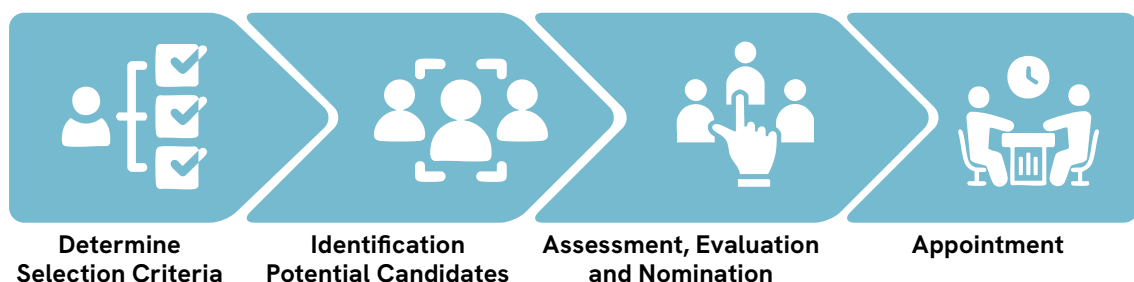 Determine
Selection Criteria
Identification
Potential Candidates
Assessment, Evaluation
and Nomination
Appointment